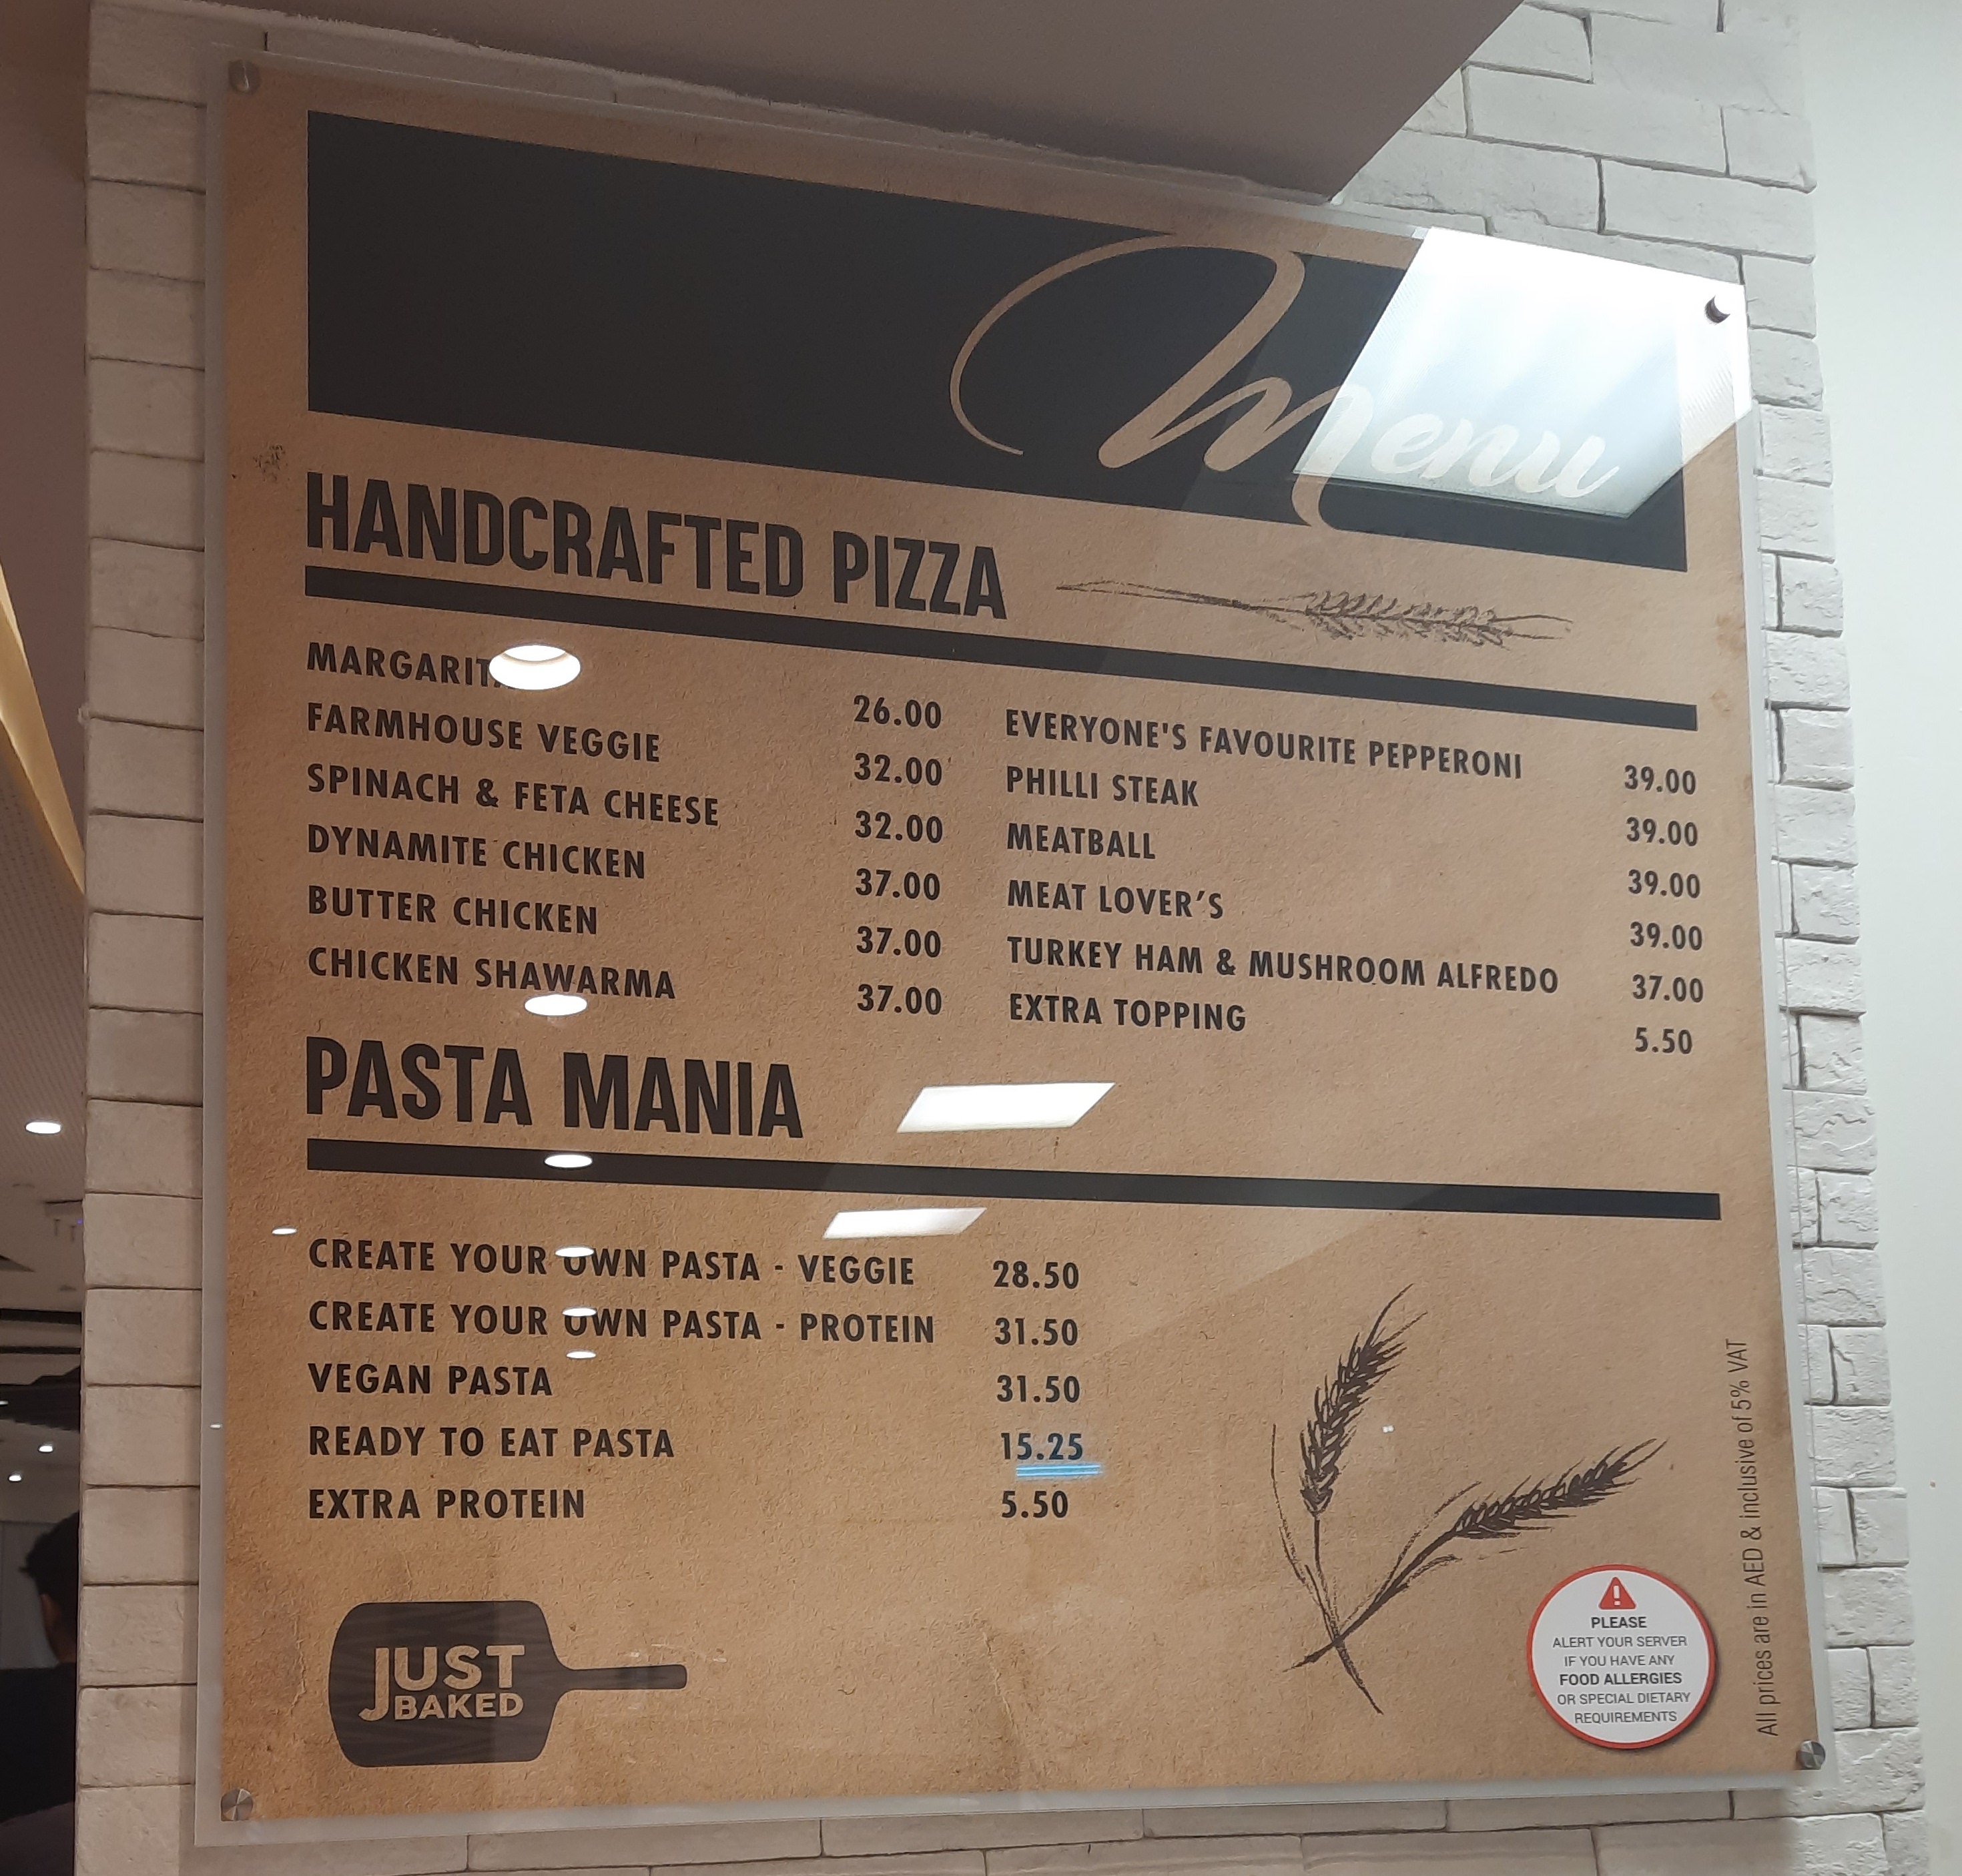 Menu
HANDCRAFTED PIZZA
26.00
FARMHOUSE VEGGIE 32.00
SPINACH & FETA CHEESE 32.00
DYNAMITE CHICKEN 37.00
BUTTER CHICKEN 37.00
CHICKEN SHAWARMA 37.00
EVERYONE'S FAVOURITE PEPPERONI 39.00
PHILLI STEAK 39.00
MEATBALL 39.00
MEAT LOVER'S 39.00
TURKEY HAM & MUSHROOM ALFREDO 37.00
EXTRA TOPPING 5.50
PASTA MANIA
CREATE YOUR OWN PASTA - VEGGIE 28.50
CREATE YOUR OWN PASTA - PROTEIN 31.50
VEGAN PASTA 31.50
READY TO EAT PASTA 15.25
EXTRA PROTEIN 5.50
JUST
BAKED
PLEASE
ALERT YOUR SERVER
IF YOU HAVE ANY
FOOD ALLERGIES
OR SPECIAL DIETARY
REQUIREMENTS
All prices are in AED & inclusive of 5% VAT